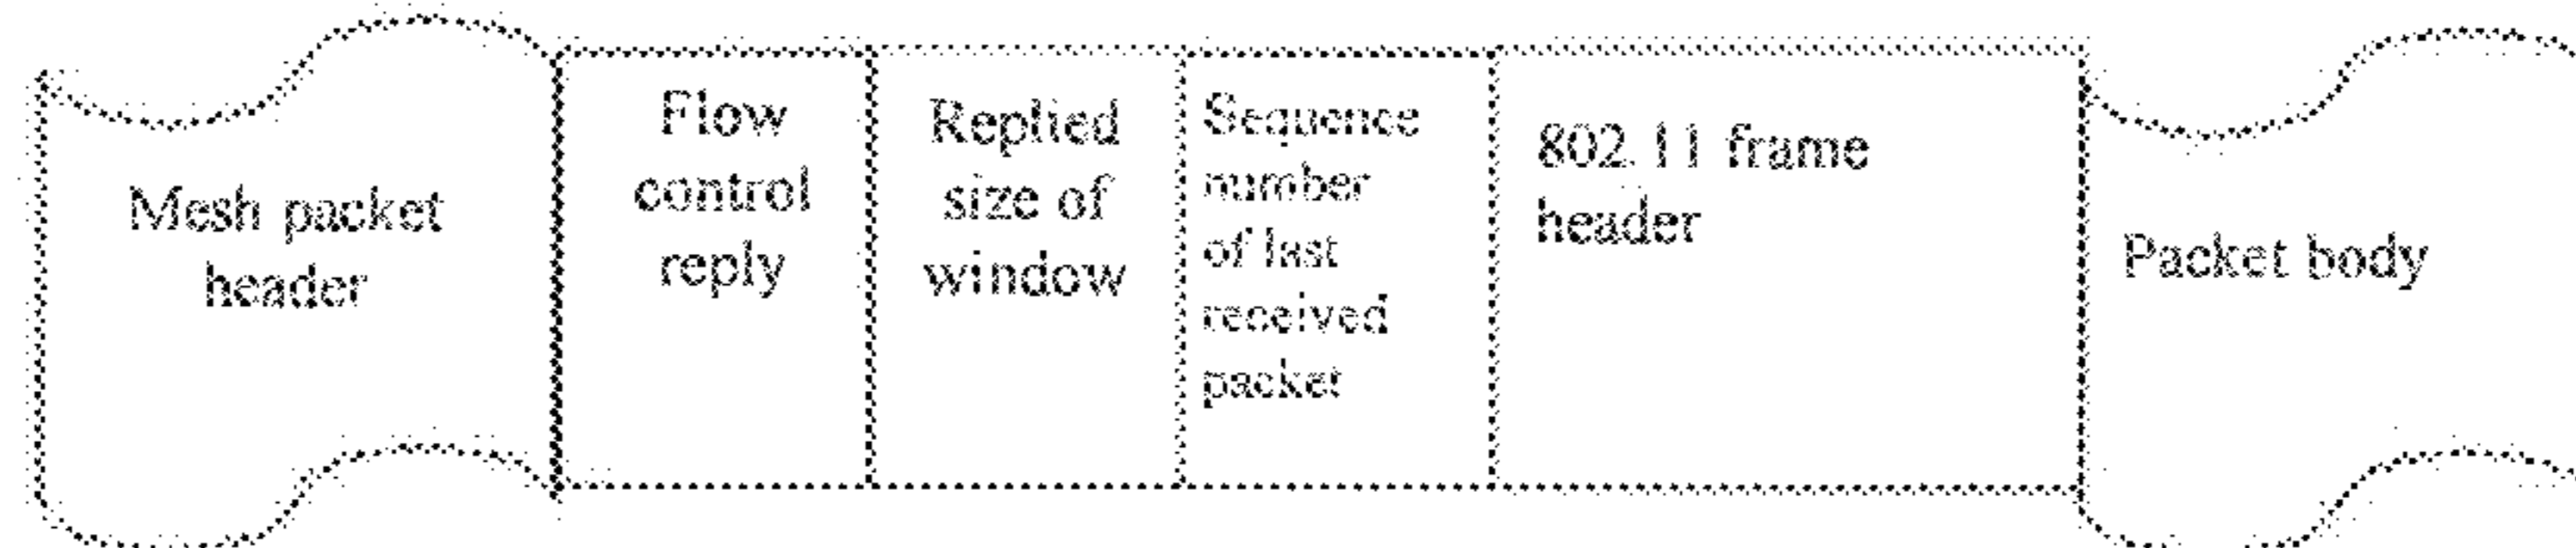 Mesh packet
header
Flow
control
reply
Replied
size of
window
Sequence
number
of last
received
packet
802.11 frame
header
Packet body